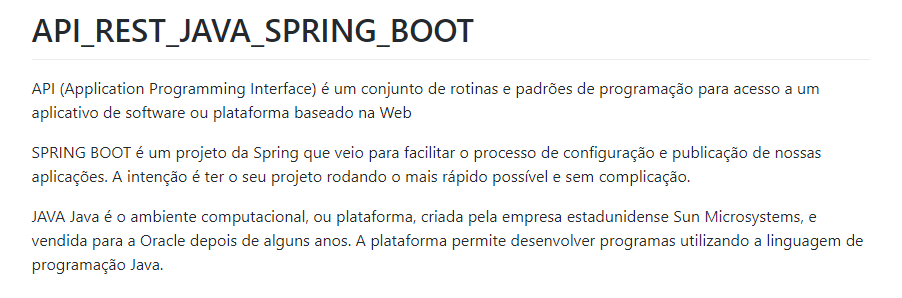 API_REST_JAVA_SPRING_BOOT
API (Application Programming Interface) é um conjunto de rotinas e padrões de programação para acesso a um
aplicativo de software ou plataforma baseado na Web
SPRING BOOT é um projeto da Spring que veio para facilitar o processo de configuração e publicação de nossas
aplicações. A intenção é ter o seu projeto rodando o mais rápido possível e sem complicação.
JAVA Java é o ambiente computacional, ou plataforma, criada pela empresa estadunidense Sun Microsystems, e
vendida para a Oracle depois de alguns anos. A plataforma permite desenvolver programas utilizando a linguagem de
programação Java.